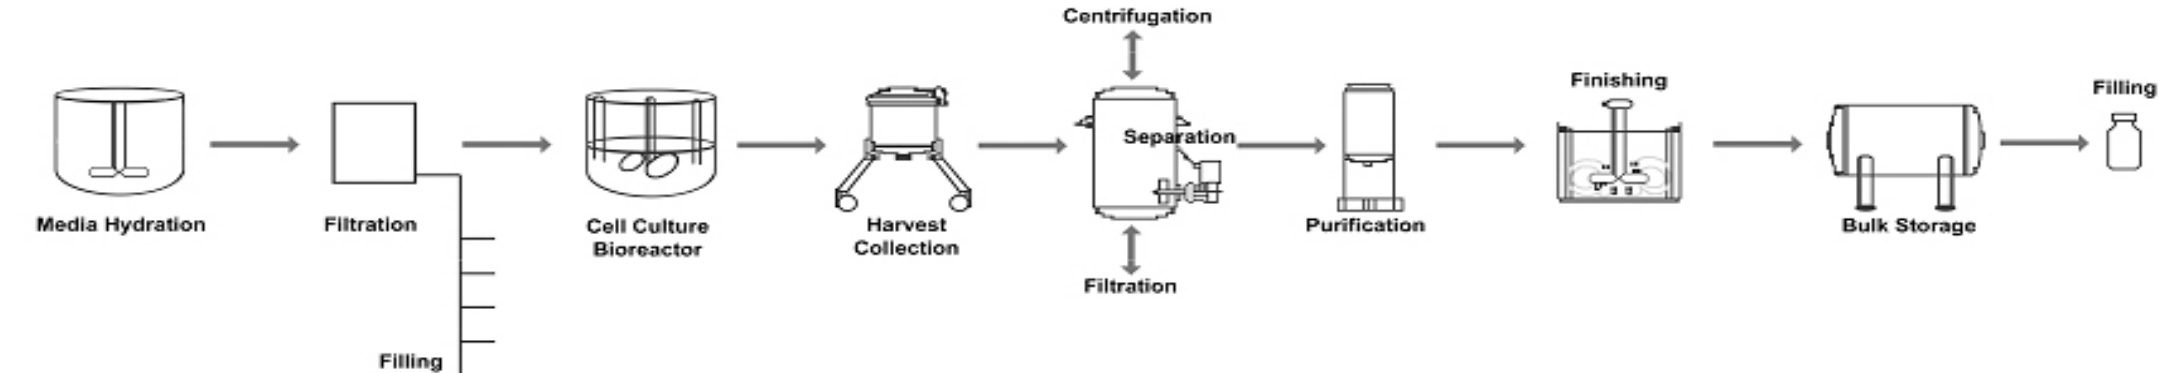 Centrifugation
Finishing
Filling
Separation
Media Hydration
Filtration
Cell Culture
Bioreactor
Harvest
Collection
Purification
Bulk Storage
Filtration
Filling